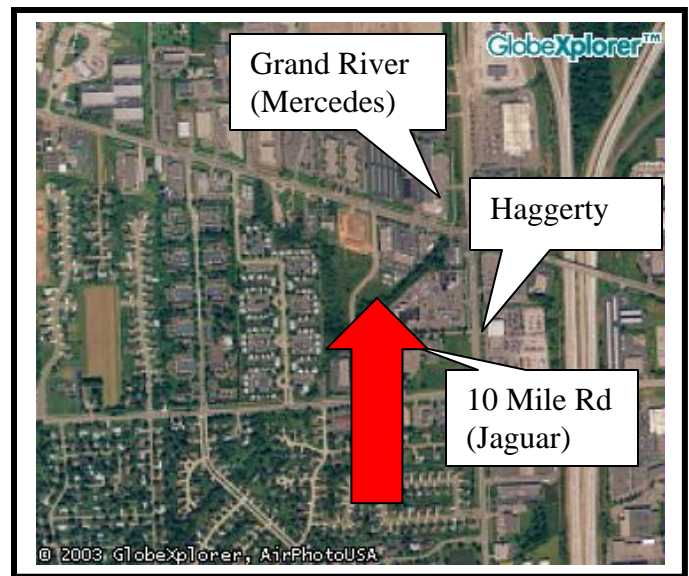 GlobeXplorer™
Grand River
(Mercedes)
Haggerty
10 Mile Rd
(Jaguar)
© 2003 GlobeXplorer, AirPhotoUSA